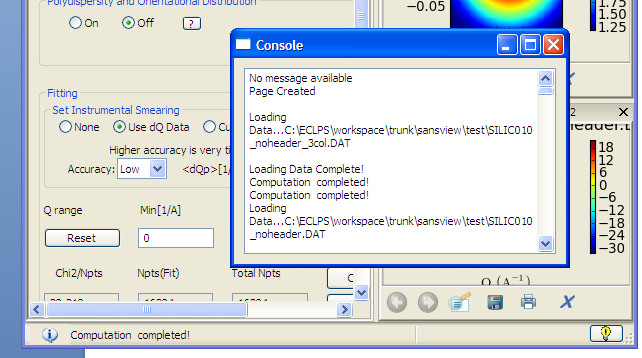 Polydispersity and Orientational Distribution
On
Off
?
-0.05
1.75
1.50
1.25
Console
No message available
Page Created
Loading
Data...C:\ECLPS\workspace\trunk\sansview\test\SILIC010
_noheader_3col.DAT
Loading Data Complete!
Computation completed!
Computation completed!
Loading
Data...C:\ECLPS\workspace\trunk\sansview\test\SILIC010
_noheader.DAT
Fitting
Set Instrumental Smearing
None
Use dQ Data
Cu
Higher accuracy is very ti
Accuracy:
Low
<dQp>[1/
Q range
Min[1/A]
Reset
0
Chi2/Npts
Npts(Fit)
Total Npts
C
2
18
12
6
0
−6
−12
−18
−24
−30
Q (A⁻¹)
Computation completed!